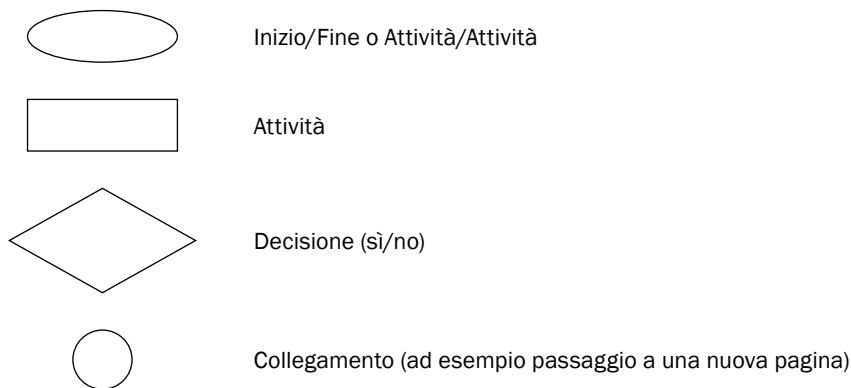 Inizio/Fine o Attività/Attività
Attività
Decisione (sì/no)
Collegamento (ad esempio passaggio a una nuova pagina)